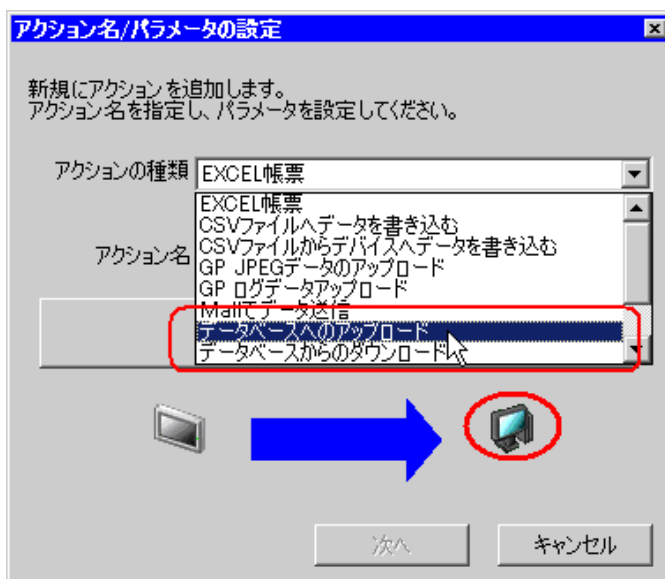 アクション名/パラメータの設定
新規にアクションを追加します。
アクション名を指定し、パラメータを設定してください。
アクションの種類 EXCEL帳票
EXCEL帳票
CSVファイルへデータを書き込む
CSVファイルからデバイスへデータを書き込む
アクション名
GP JPEGデータのアップロード
GP ログデータアップロード
Mailでデータ送信
データベースへのアップロード
データベースからのダウンロード
次へ キャンセル